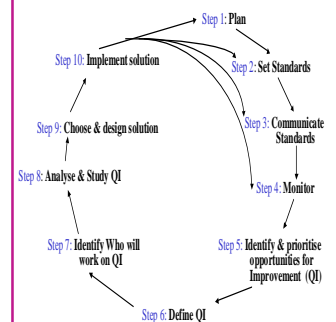 Step 1: Plan
Step 10: Implement solution
Step 2: Set Standards
Step 3: Communicate
Standards
Step 9: Choose & design solution
Step 8: Analyse & Study QI
Step 4: Monitor
Step 7: Identify Who will
work on QI
Step 5: Identify & prioritise
opportunities for
Improvement (QI)
Step 6: Define QI